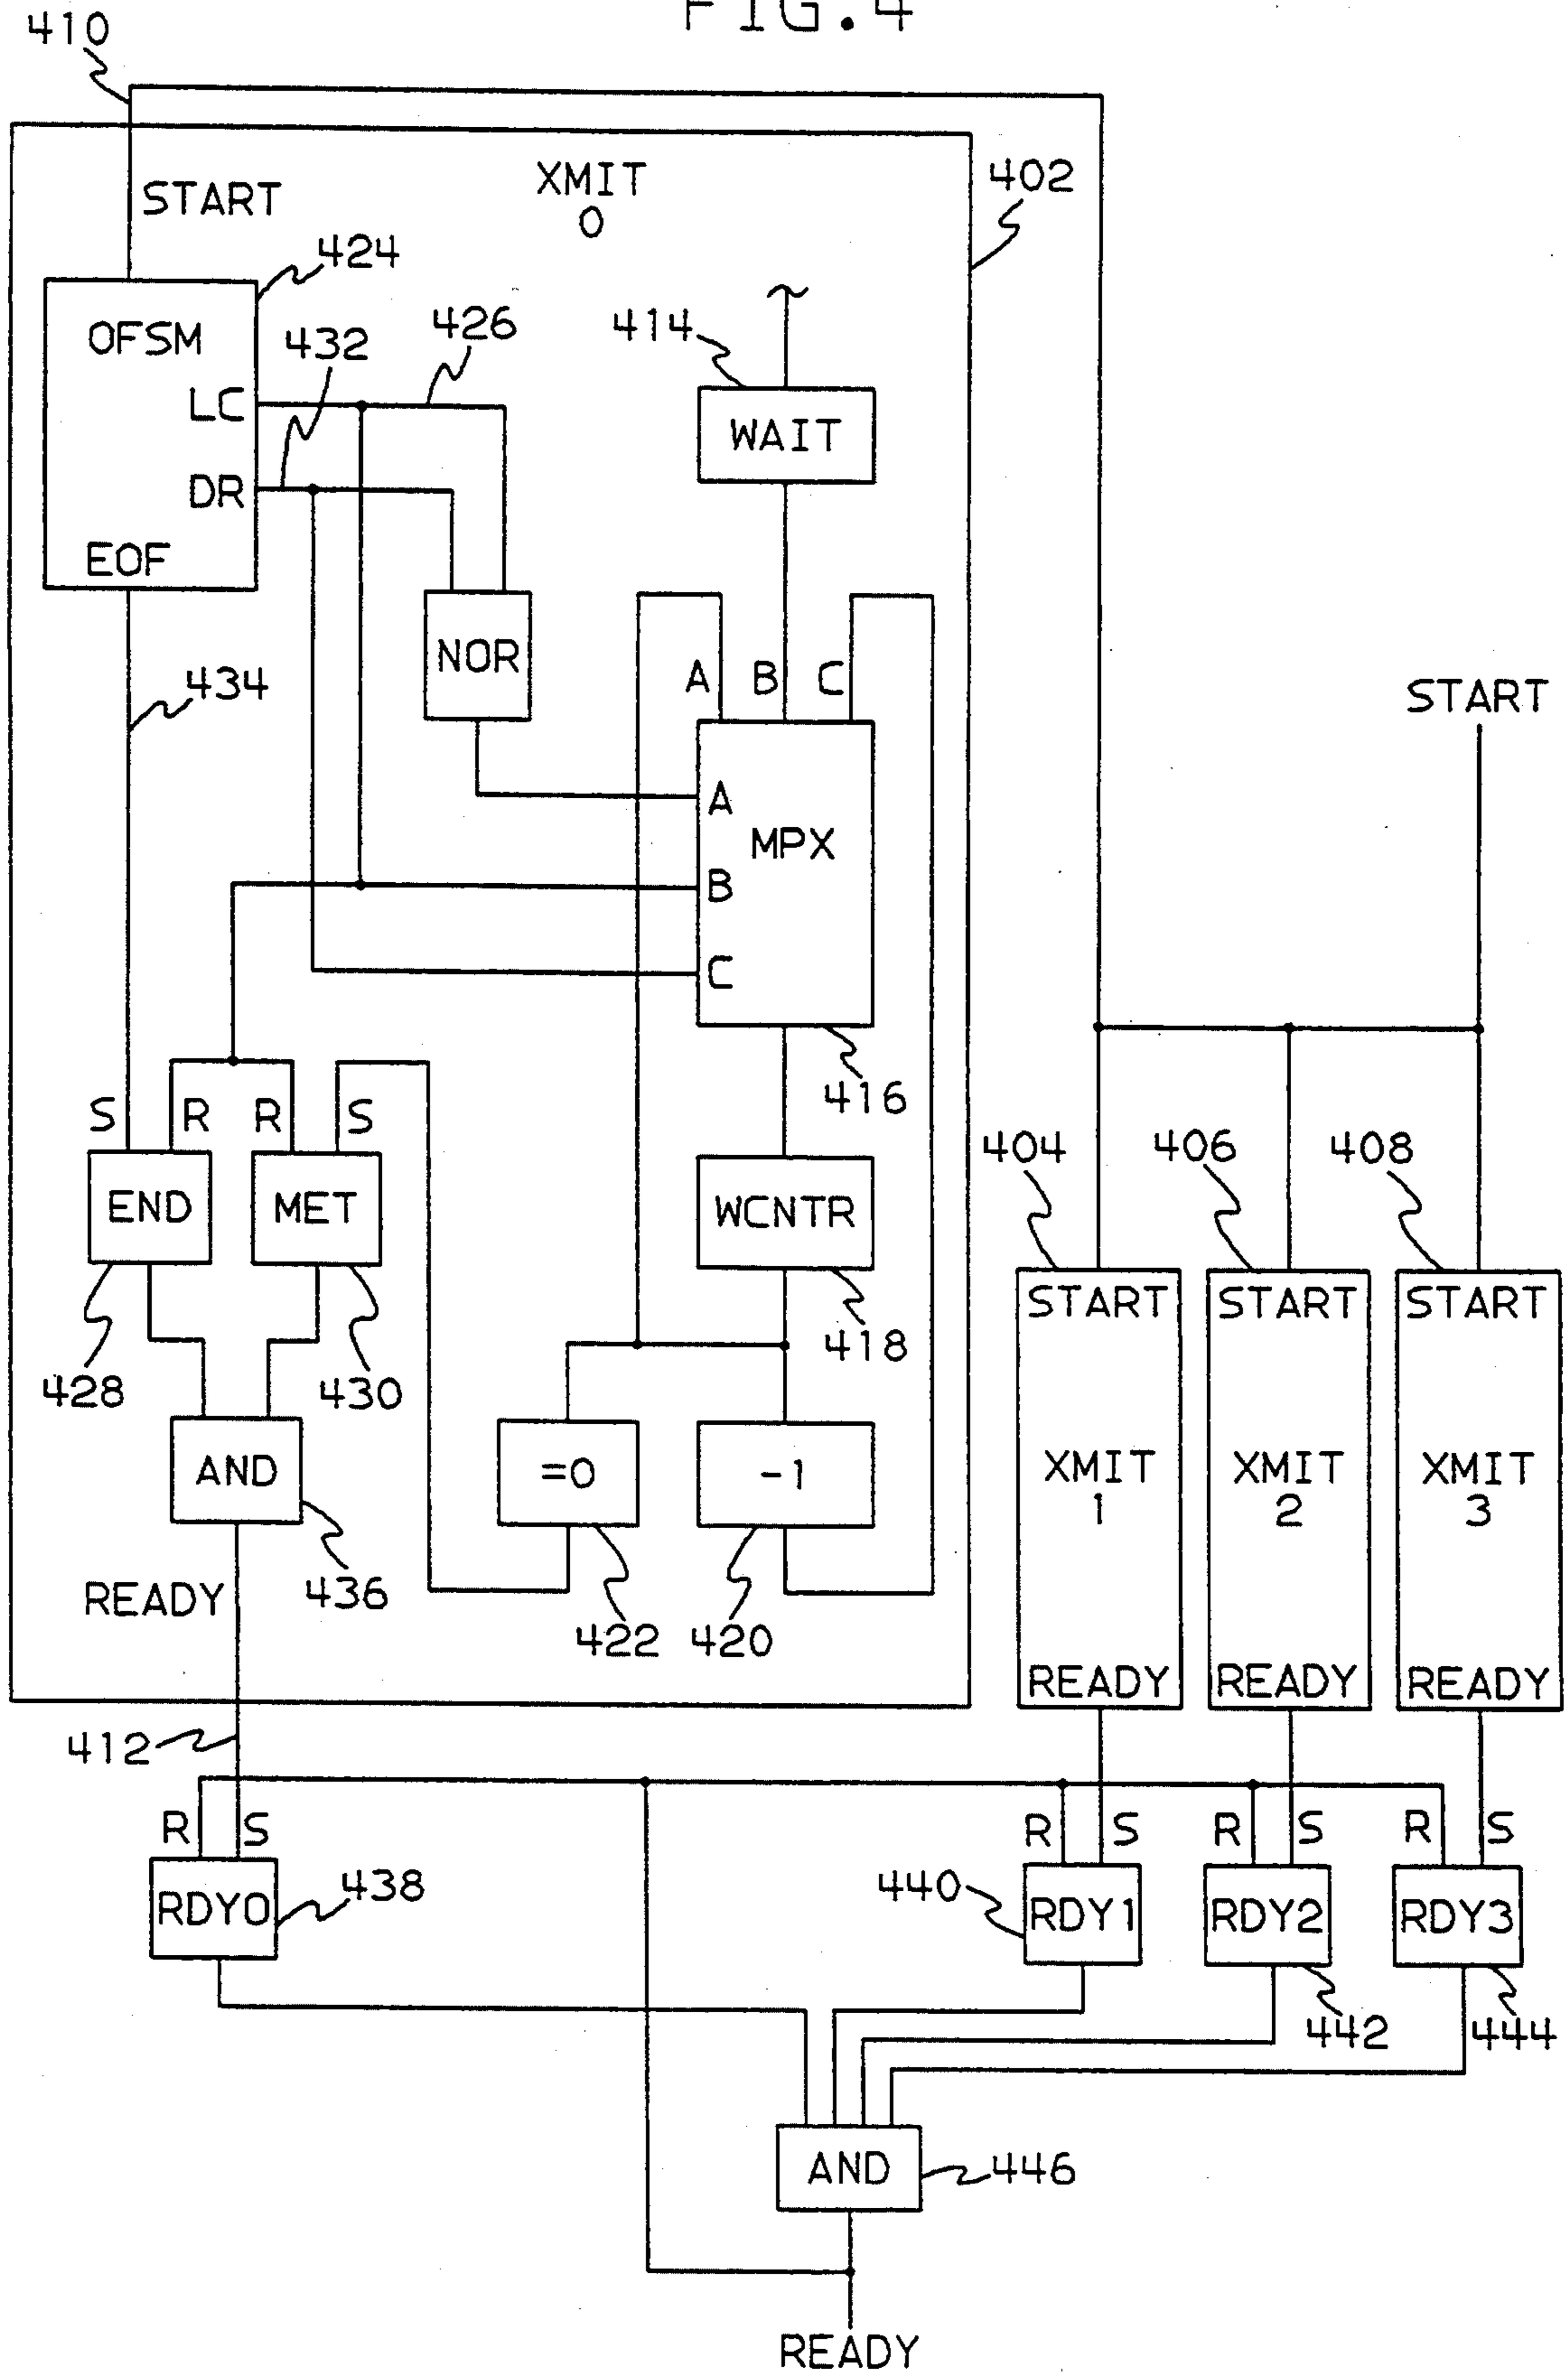 FIG.4
410
START
XMIT
0
402
424
OFSM
432
426
414
LC
WAIT
DR
EOF
NOR
434
A B C
START
A
MPX
B
C
416
S R R S
404 406 408
END MET
WCNTR
START START START
418
428 430
AND
=0 -1
XMIT
1
XMIT
2
XMIT
3
436
READY
422 420
READY READY READY
412
R S R S R S R S
438 440
RDY0 RDY1 RDY2 RDY3
442 444
AND
446
READY